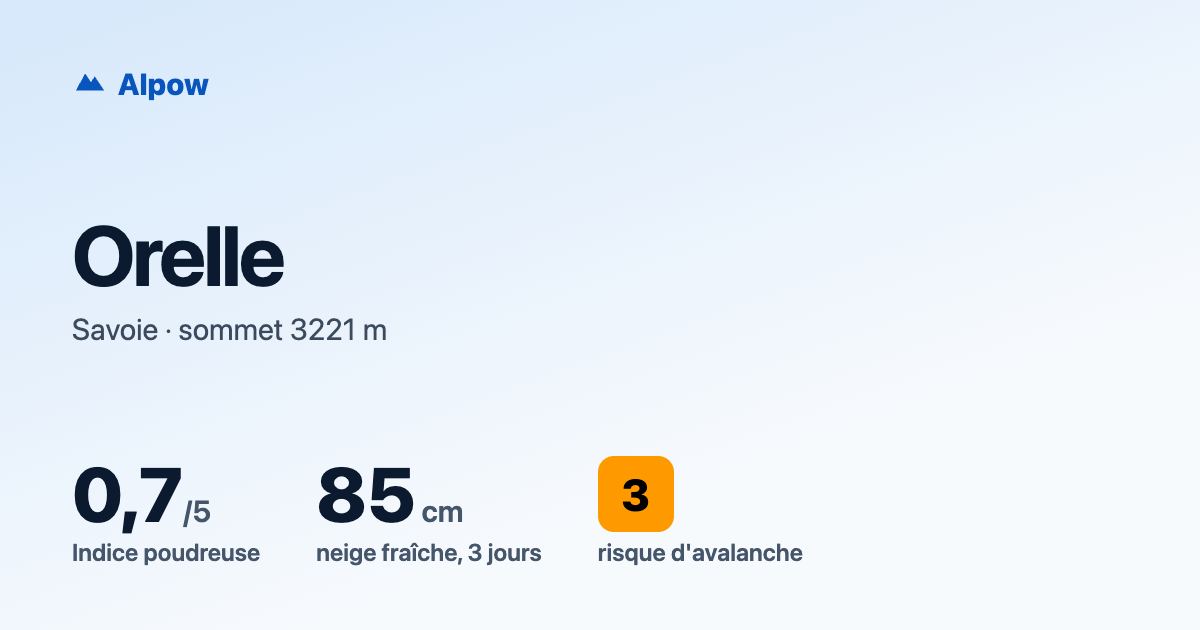 Alpow
Orelle
Savoie · sommet 3221 m
0,7/5
Indice poudreuse
85 cm
neige fraîche, 3 jours
3
risque d'avalanche